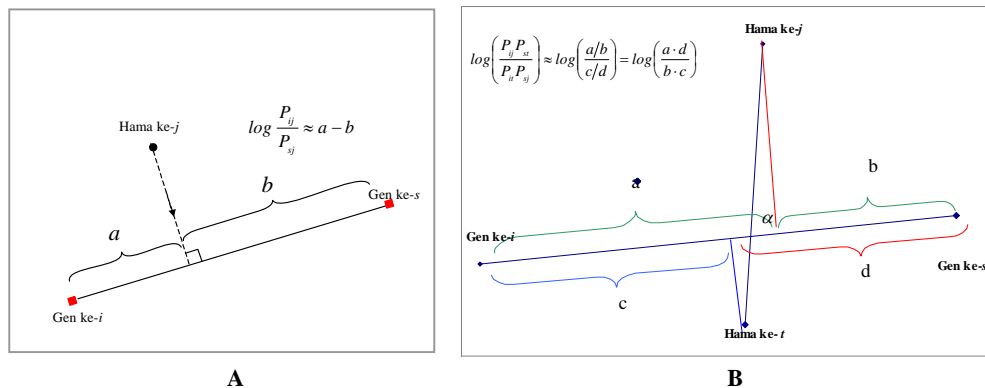 Hama ke-j
log P_ij / P_sj ≈ a − b
b
Gen ke-s
a
Gen ke-i
A
Hama ke-j
log(P_ij P_st / P_it P_sj) ≈ log((a/b) / (c/d)) = log((a·d) / (b·c))
a
b
α
Gen ke-i
Gen ke-s
c
d
Hama ke- t
B